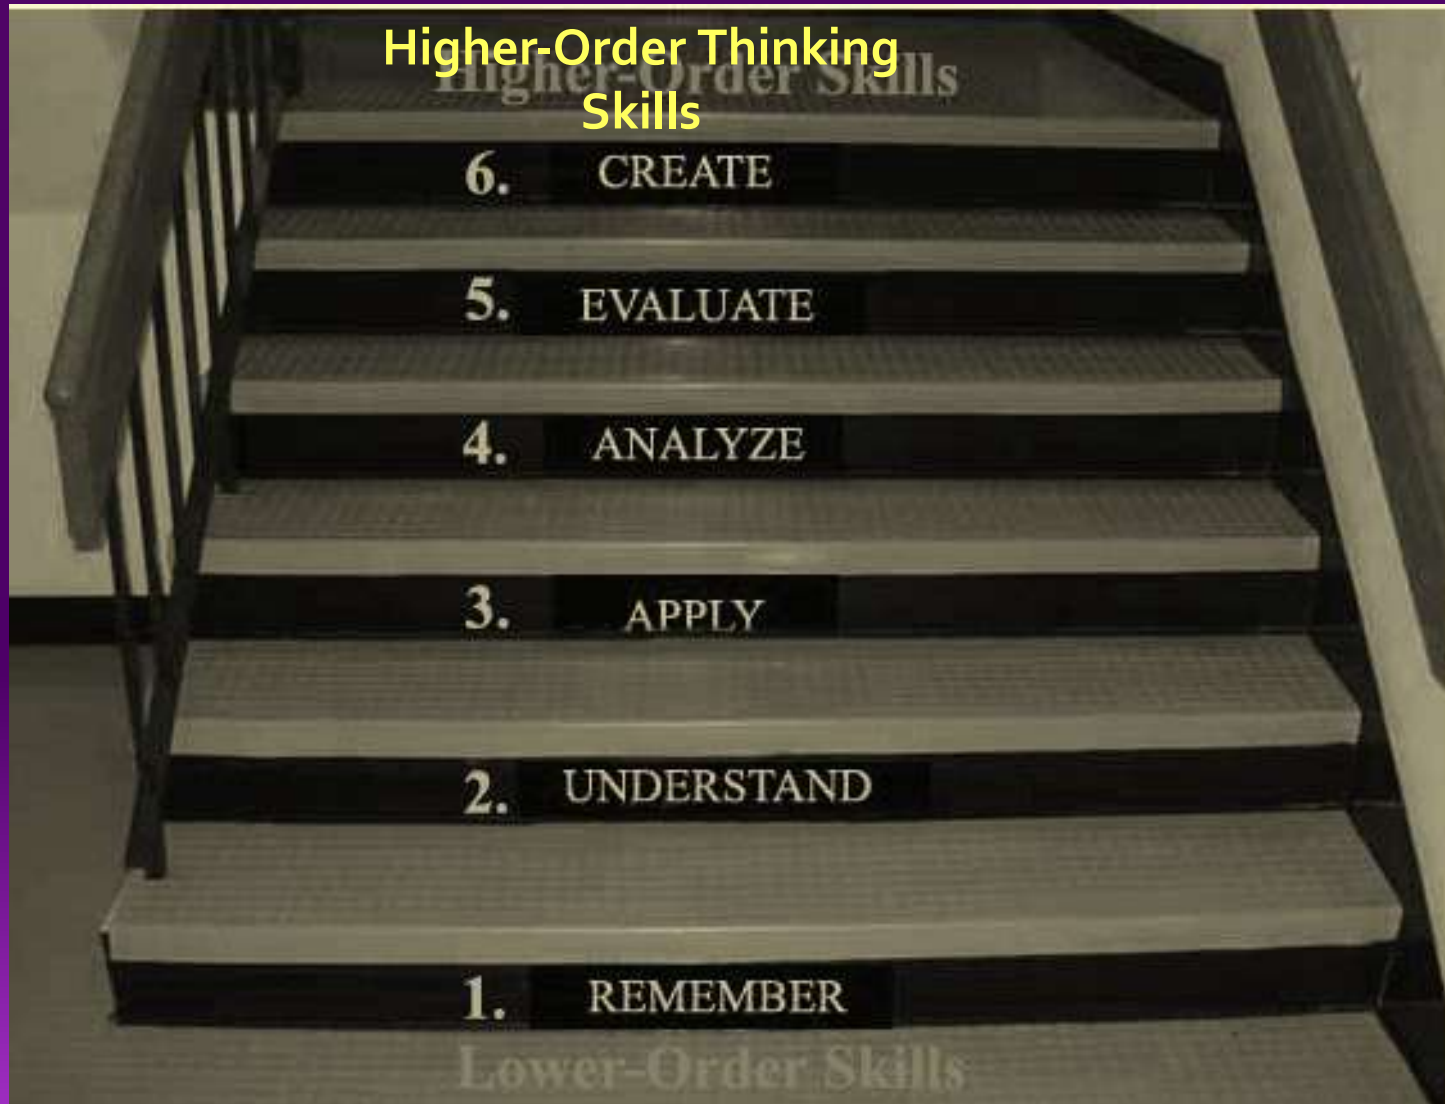 Higher-Order Thinking
Skills
Higher-Order Skills
6. CREATE
5. EVALUATE
4. ANALYZE
3. APPLY
2. UNDERSTAND
1. REMEMBER
Lower-Order Skills